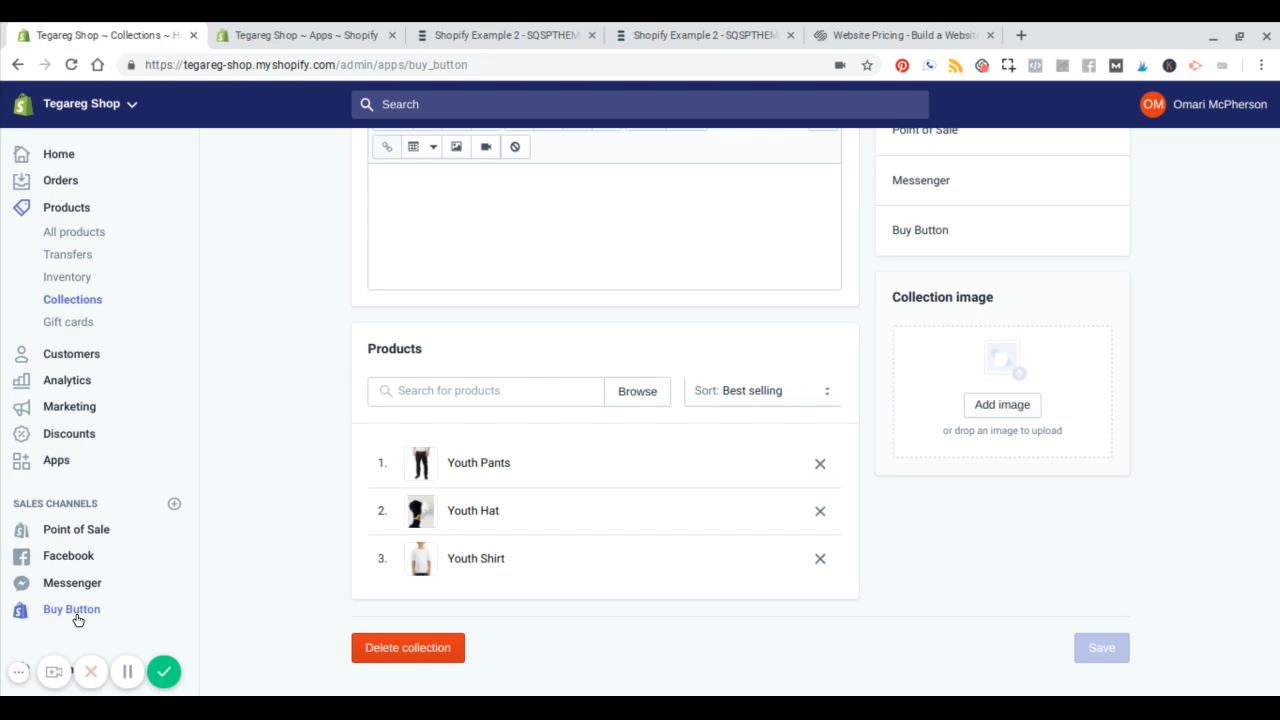 Tegareg Shop ~ Collections ~ H
Tegareg Shop ~ Apps ~ Shopify
Shopify Example 2 - SQSPTHEM
Shopify Example 2 - SQSPTHEM
Website Pricing - Build a Websit
https://tegareg-shop.myshopify.com/admin/apps/buy_button
Tegareg Shop
Search
OM
Omari McPherson
Home
Orders
Products
All products
Transfers
Inventory
Collections
Gift cards
Customers
Analytics
Marketing
Discounts
Apps
SALES CHANNELS
Point of Sale
Facebook
Messenger
Buy Button
Products
Search for products
Browse
Sort: Best selling
1. Youth Pants
2. Youth Hat
3. Youth Shirt
Delete collection
Point of Sale
Messenger
Buy Button
Collection image
Add image
or drop an image to upload
Save